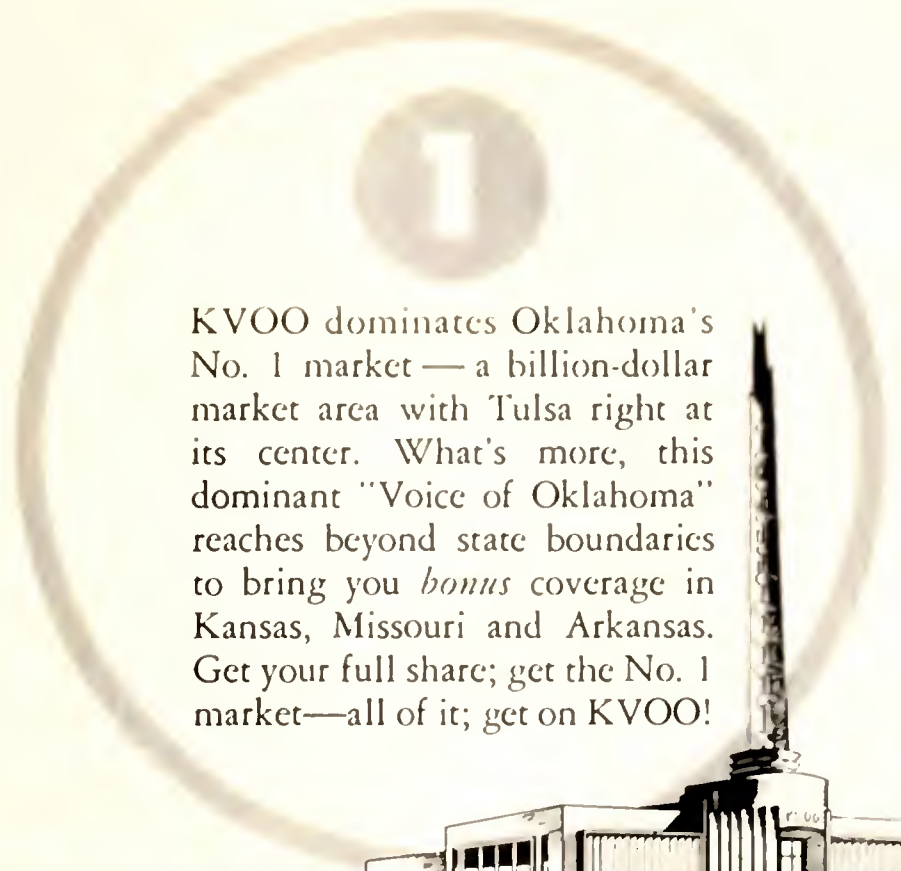 1
KVOO dominates Oklahoma's
No. 1 market — a billion-dollar
market area with Tulsa right at
its center. What's more, this
dominant "Voice of Oklahoma"
reaches beyond state boundaries
to bring you bonus coverage in
Kansas, Missouri and Arkansas.
Get your full share; get the No. 1
market—all of it; get on KVOO!